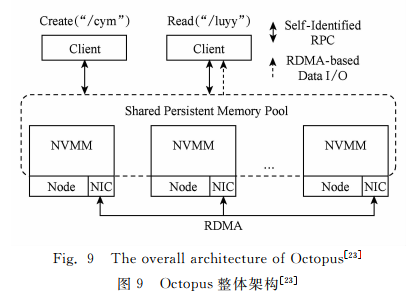 Create(“/cym”)
Read(“/luyy”)
Self-Identified
RPC
Client
Client
RDMA-based
Data I/O
Shared Persistent Memory Pool
NVMM
NVMM
NVMM
...
Node
NIC
Node
NIC
Node
NIC
RDMA
Fig. 9 The overall architecture of Octopus[23]
图 9 Octopus 整体架构[23]